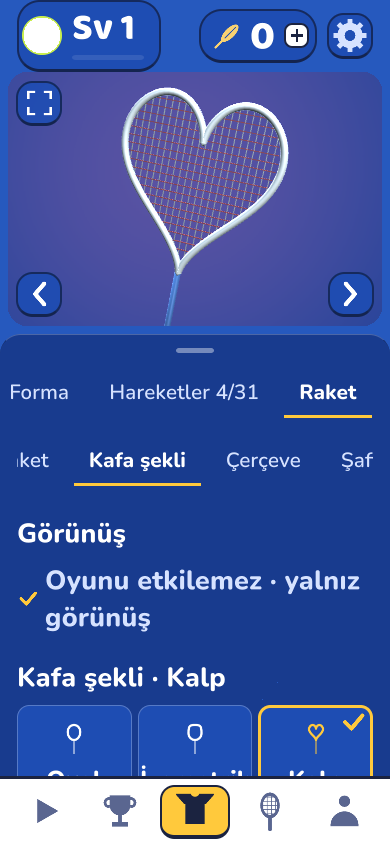 Sv 1
0
Forma Hareketler 4/31 Raket
Kafa şekli Çerçeve
Görünüş
Oyunu etkilemez · yalnız
görünüş
Kafa şekli · Kalp